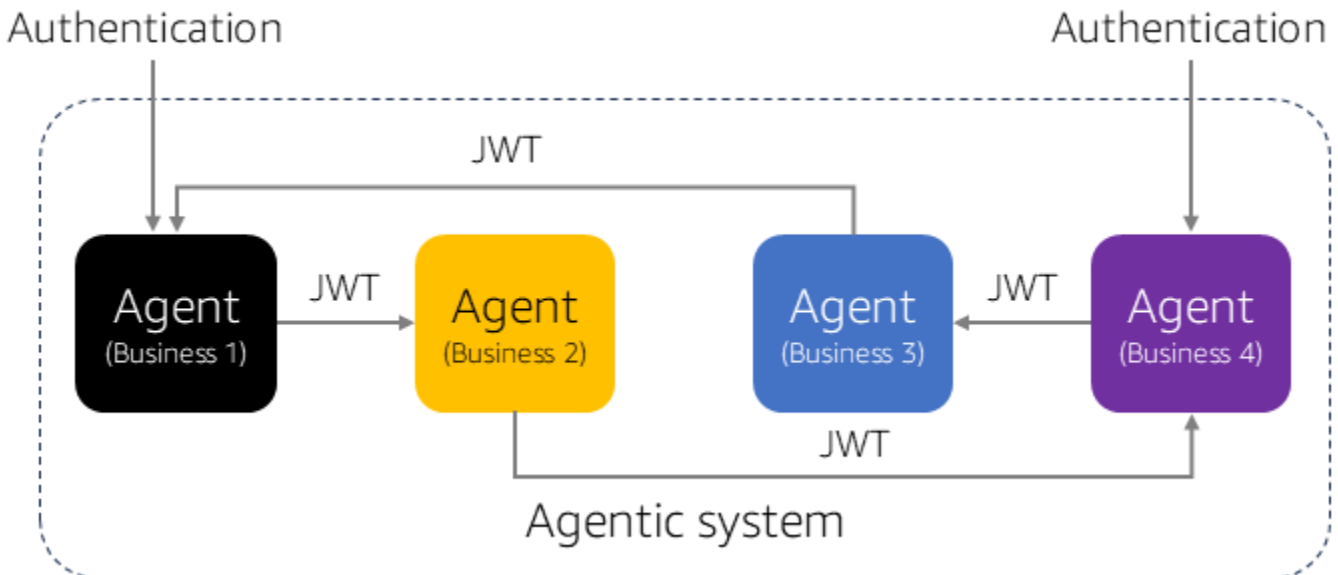 Authentication
Authentication
JWT
Agent
(Business 1)
JWT
Agent
(Business 2)
Agent
(Business 3)
JWT
Agent
(Business 4)
JWT
Agentic system